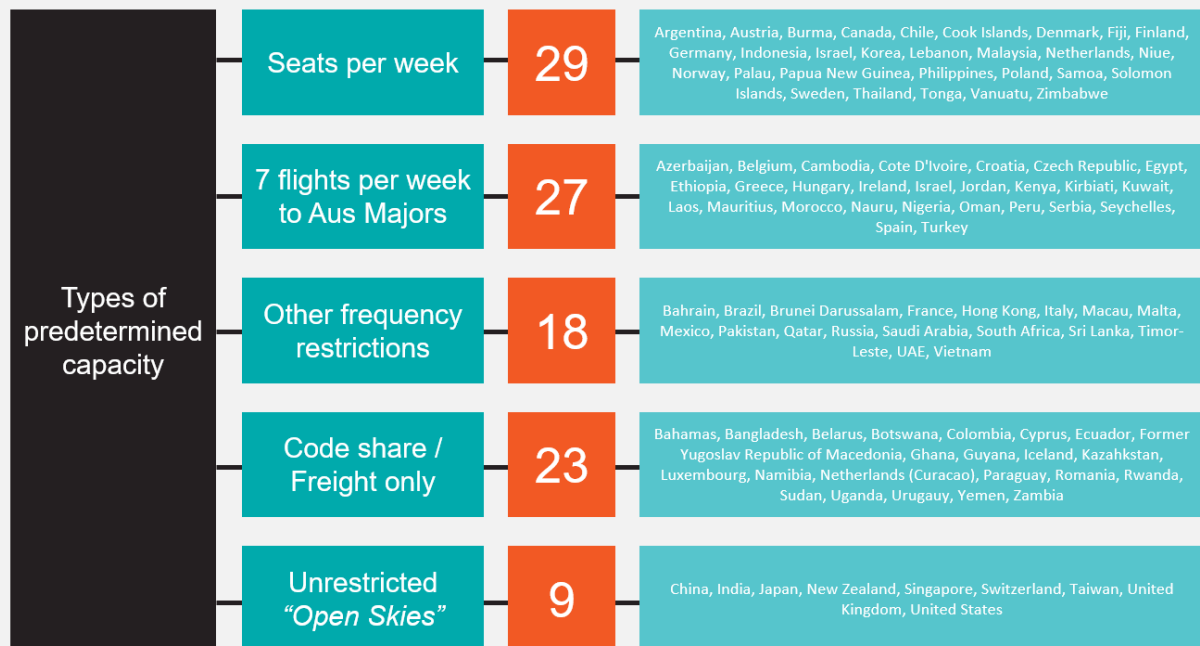 Types of
predetermined
capacity
Seats per week
29
Argentina, Austria, Burma, Canada, Chile, Cook Islands, Denmark, Fiji, Finland,
Germany, Indonesia, Israel, Korea, Lebanon, Malaysia, Netherlands, Niue,
Norway, Palau, Papua New Guinea, Philippines, Poland, Samoa, Solomon
Islands, Sweden, Thailand, Tonga, Vanuatu, Zimbabwe
7 flights per week
to Aus Majors
27
Azerbaijan, Belgium, Cambodia, Cote D'Ivoire, Croatia, Czech Republic, Egypt,
Ethiopia, Greece, Hungary, Ireland, Israel, Jordan, Kenya, Kirbiati, Kuwait,
Laos, Mauritius, Morocco, Nauru, Nigeria, Oman, Peru, Serbia, Seychelles,
Spain, Turkey
Other frequency
restrictions
18
Bahrain, Brazil, Brunei Darussalam, France, Hong Kong, Italy, Macau, Malta,
Mexico, Pakistan, Qatar, Russia, Saudi Arabia, South Africa, Sri Lanka, Timor-
Leste, UAE, Vietnam
Code share /
Freight only
23
Bahamas, Bangladesh, Belarus, Botswana, Colombia, Cyprus, Ecuador, Former
Yugoslav Republic of Macedonia, Ghana, Guyana, Iceland, Kazahkstan,
Luxembourg, Namibia, Netherlands (Curacao), Paraguay, Romania, Rwanda,
Sudan, Uganda, Urugauy, Yemen, Zambia
Unrestricted
“Open Skies”
9
China, India, Japan, New Zealand, Singapore, Switzerland, Taiwan, United
Kingdom, United States